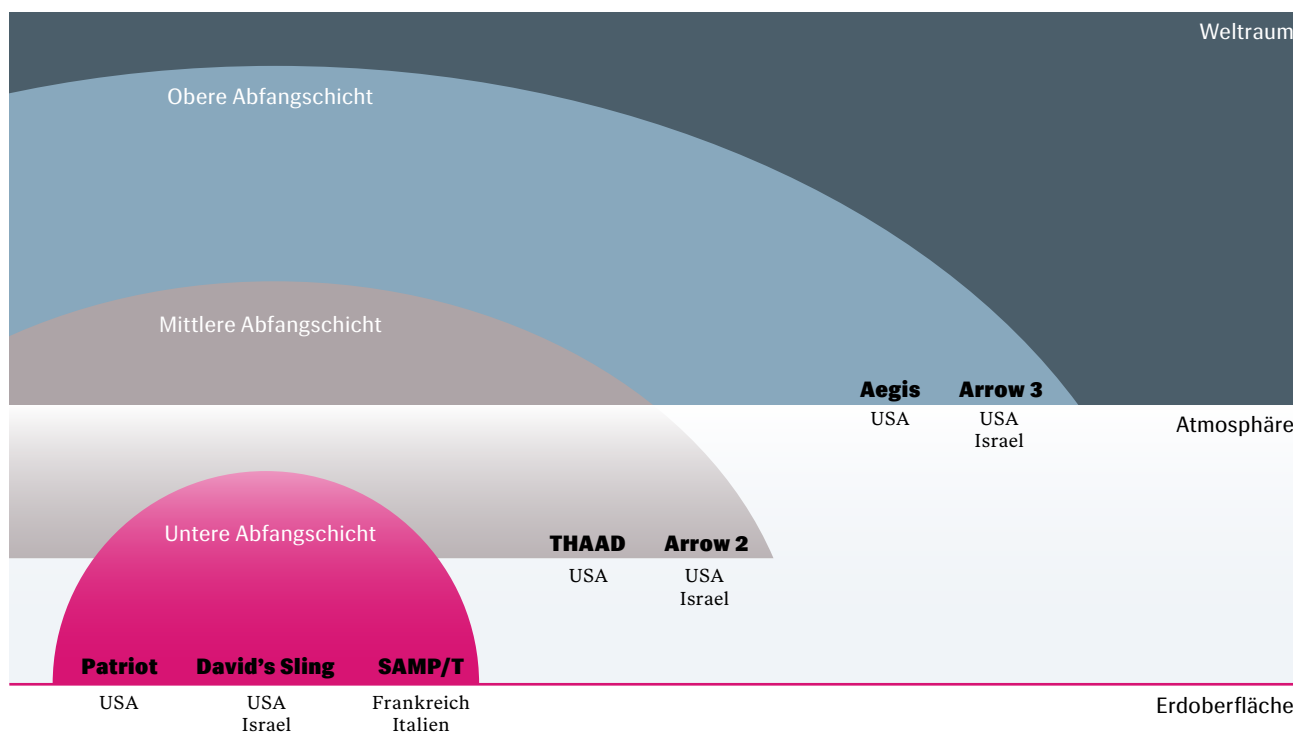 Weltraum
Obere Abfangschicht
Mittlere Abfangschicht
Aegis Arrow 3
USA USA
Israel
Atmosphäre
Untere Abfangschicht
THAAD Arrow 2
USA USA
Israel
Patriot David's Sling SAMP/T
USA USA Frankreich
Israel Italien
Erdoberfläche